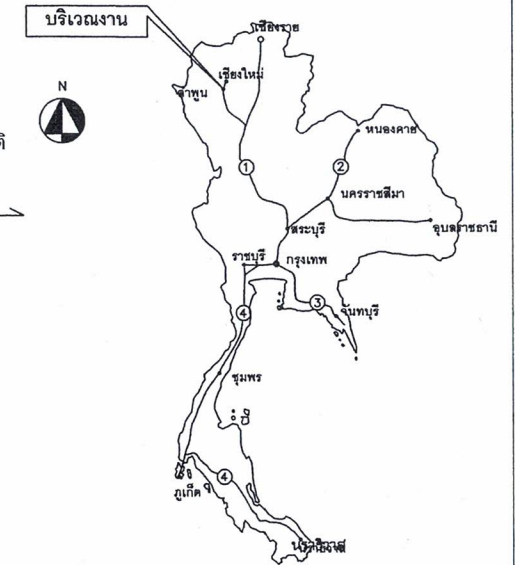 บริเวณงาน
เชียงราย
เชียงใหม่
ลำพูน
N
หนองคาย
ติ
1
2
นครราชสีมา
สระบุรี
อุบลราชธานี
ราชบุรี
กรุงเทพ
3
จันทบุรี
4
ชุมพร
4
ภูเก็ต